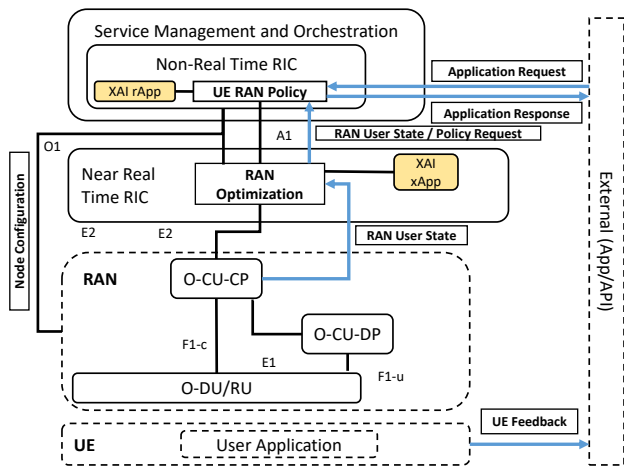 Service Management and Orchestration
Non-Real Time RIC
XAI rApp
UE RAN Policy
Application Request
Application Response
O1
A1
RAN User State / Policy Request
Near Real
Time RIC
RAN
Optimization
XAI
xApp
E2
E2
RAN User State
Node Configuration
External (App/API)
RAN
O-CU-CP
O-CU-DP
F1-c
E1
F1-u
O-DU/RU
UE Feedback
UE
User Application